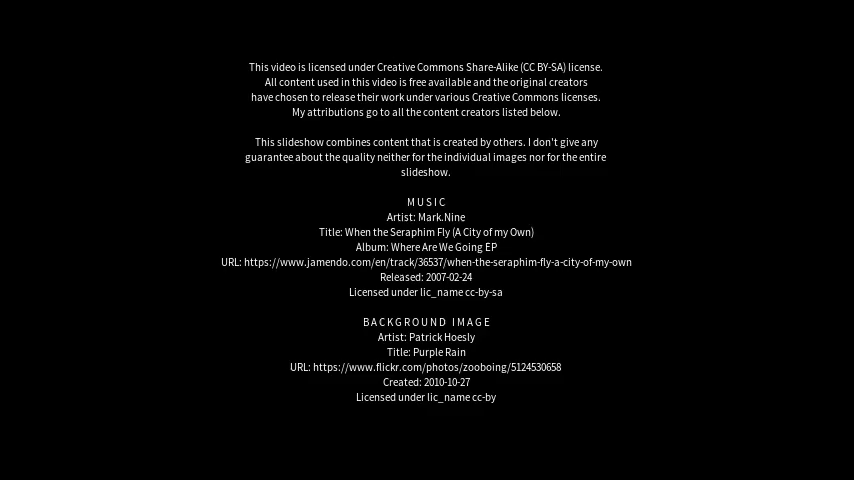 This video is licensed under Creative Commons Share-Alike (CC BY-SA) license.
All content used in this video is free available and the original creators
have chosen to release their work under various Creative Commons licenses.
My attributions go to all the content creators listed below.
This slideshow combines content that is created by others. I don't give any
guarantee about the quality neither for the individual images nor for the entire
slideshow.
MUSIC
Artist: Mark.Nine
Title: When the Seraphim Fly (A City of my Own)
Album: Where Are We Going EP
URL: https://www.jamendo.com/en/track/36537/when-the-seraphim-fly-a-city-of-my-own
Released: 2007-02-24
Licensed under lic_name cc-by-sa
BACKGROUND IMAGE
Artist: Patrick Hoesly
Title: Purple Rain
URL: https://www.flickr.com/photos/zooboing/5124530658
Created: 2010-10-27
Licensed under lic_name cc-by